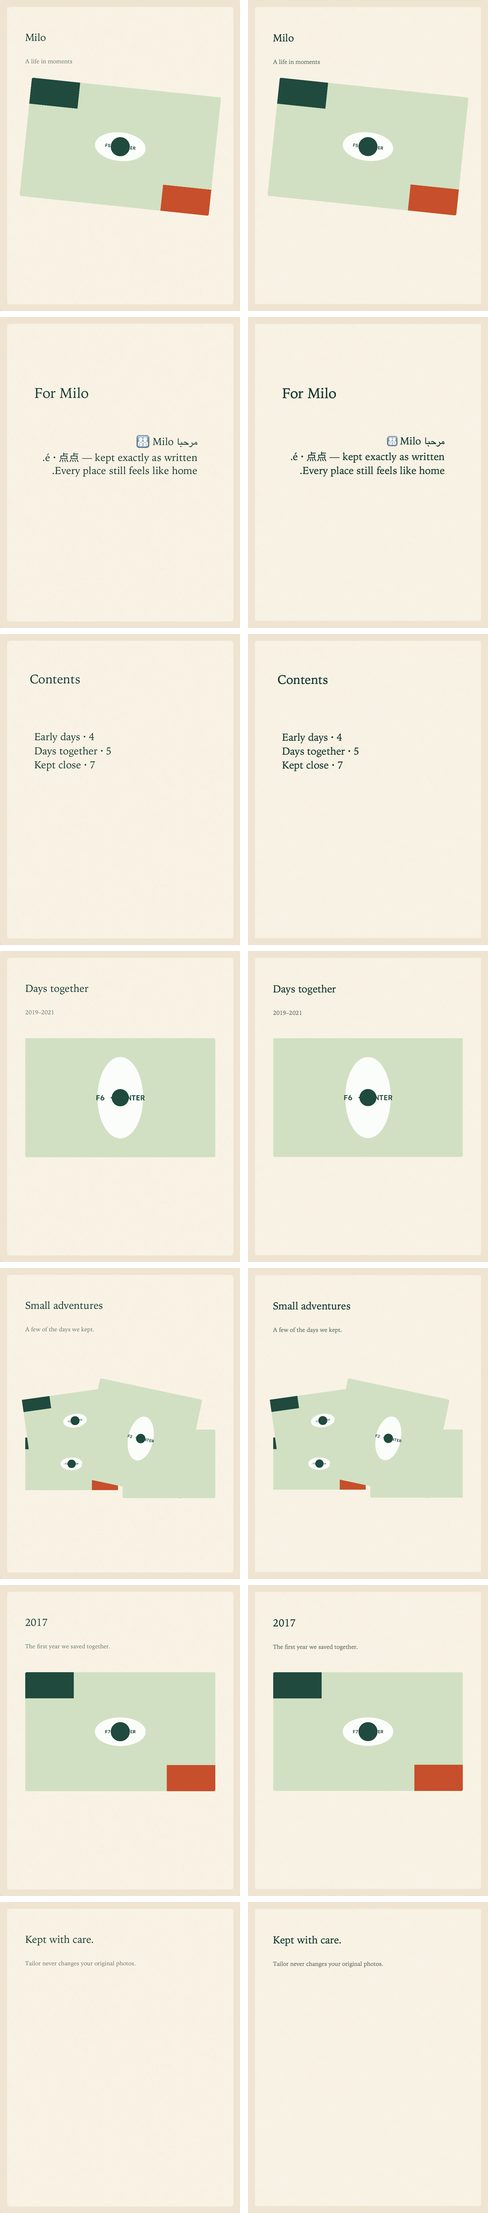 Milo
Milo
A life in moments
A life in moments
For Milo
For Milo
مرحبا Milo
مرحبا Milo
é · 点点 — kept exactly as written.
é · 点点 — kept exactly as written.
Every place still feels like home.
Every place still feels like home.
Contents
Contents
Early days · 4
Early days · 4
Days together · 5
Days together · 5
Kept close · 7
Kept close · 7
Days together
Days together
2019–2021
2019–2021
F6
F6
Small adventures
Small adventures
A few of the days we kept.
A few of the days we kept.
F2
F2
2017
2017
The first year we saved together.
The first year we saved together.
F7
F7
Kept with care.
Kept with care.
Tailor never changes your original photos.
Tailor never changes your original photos.